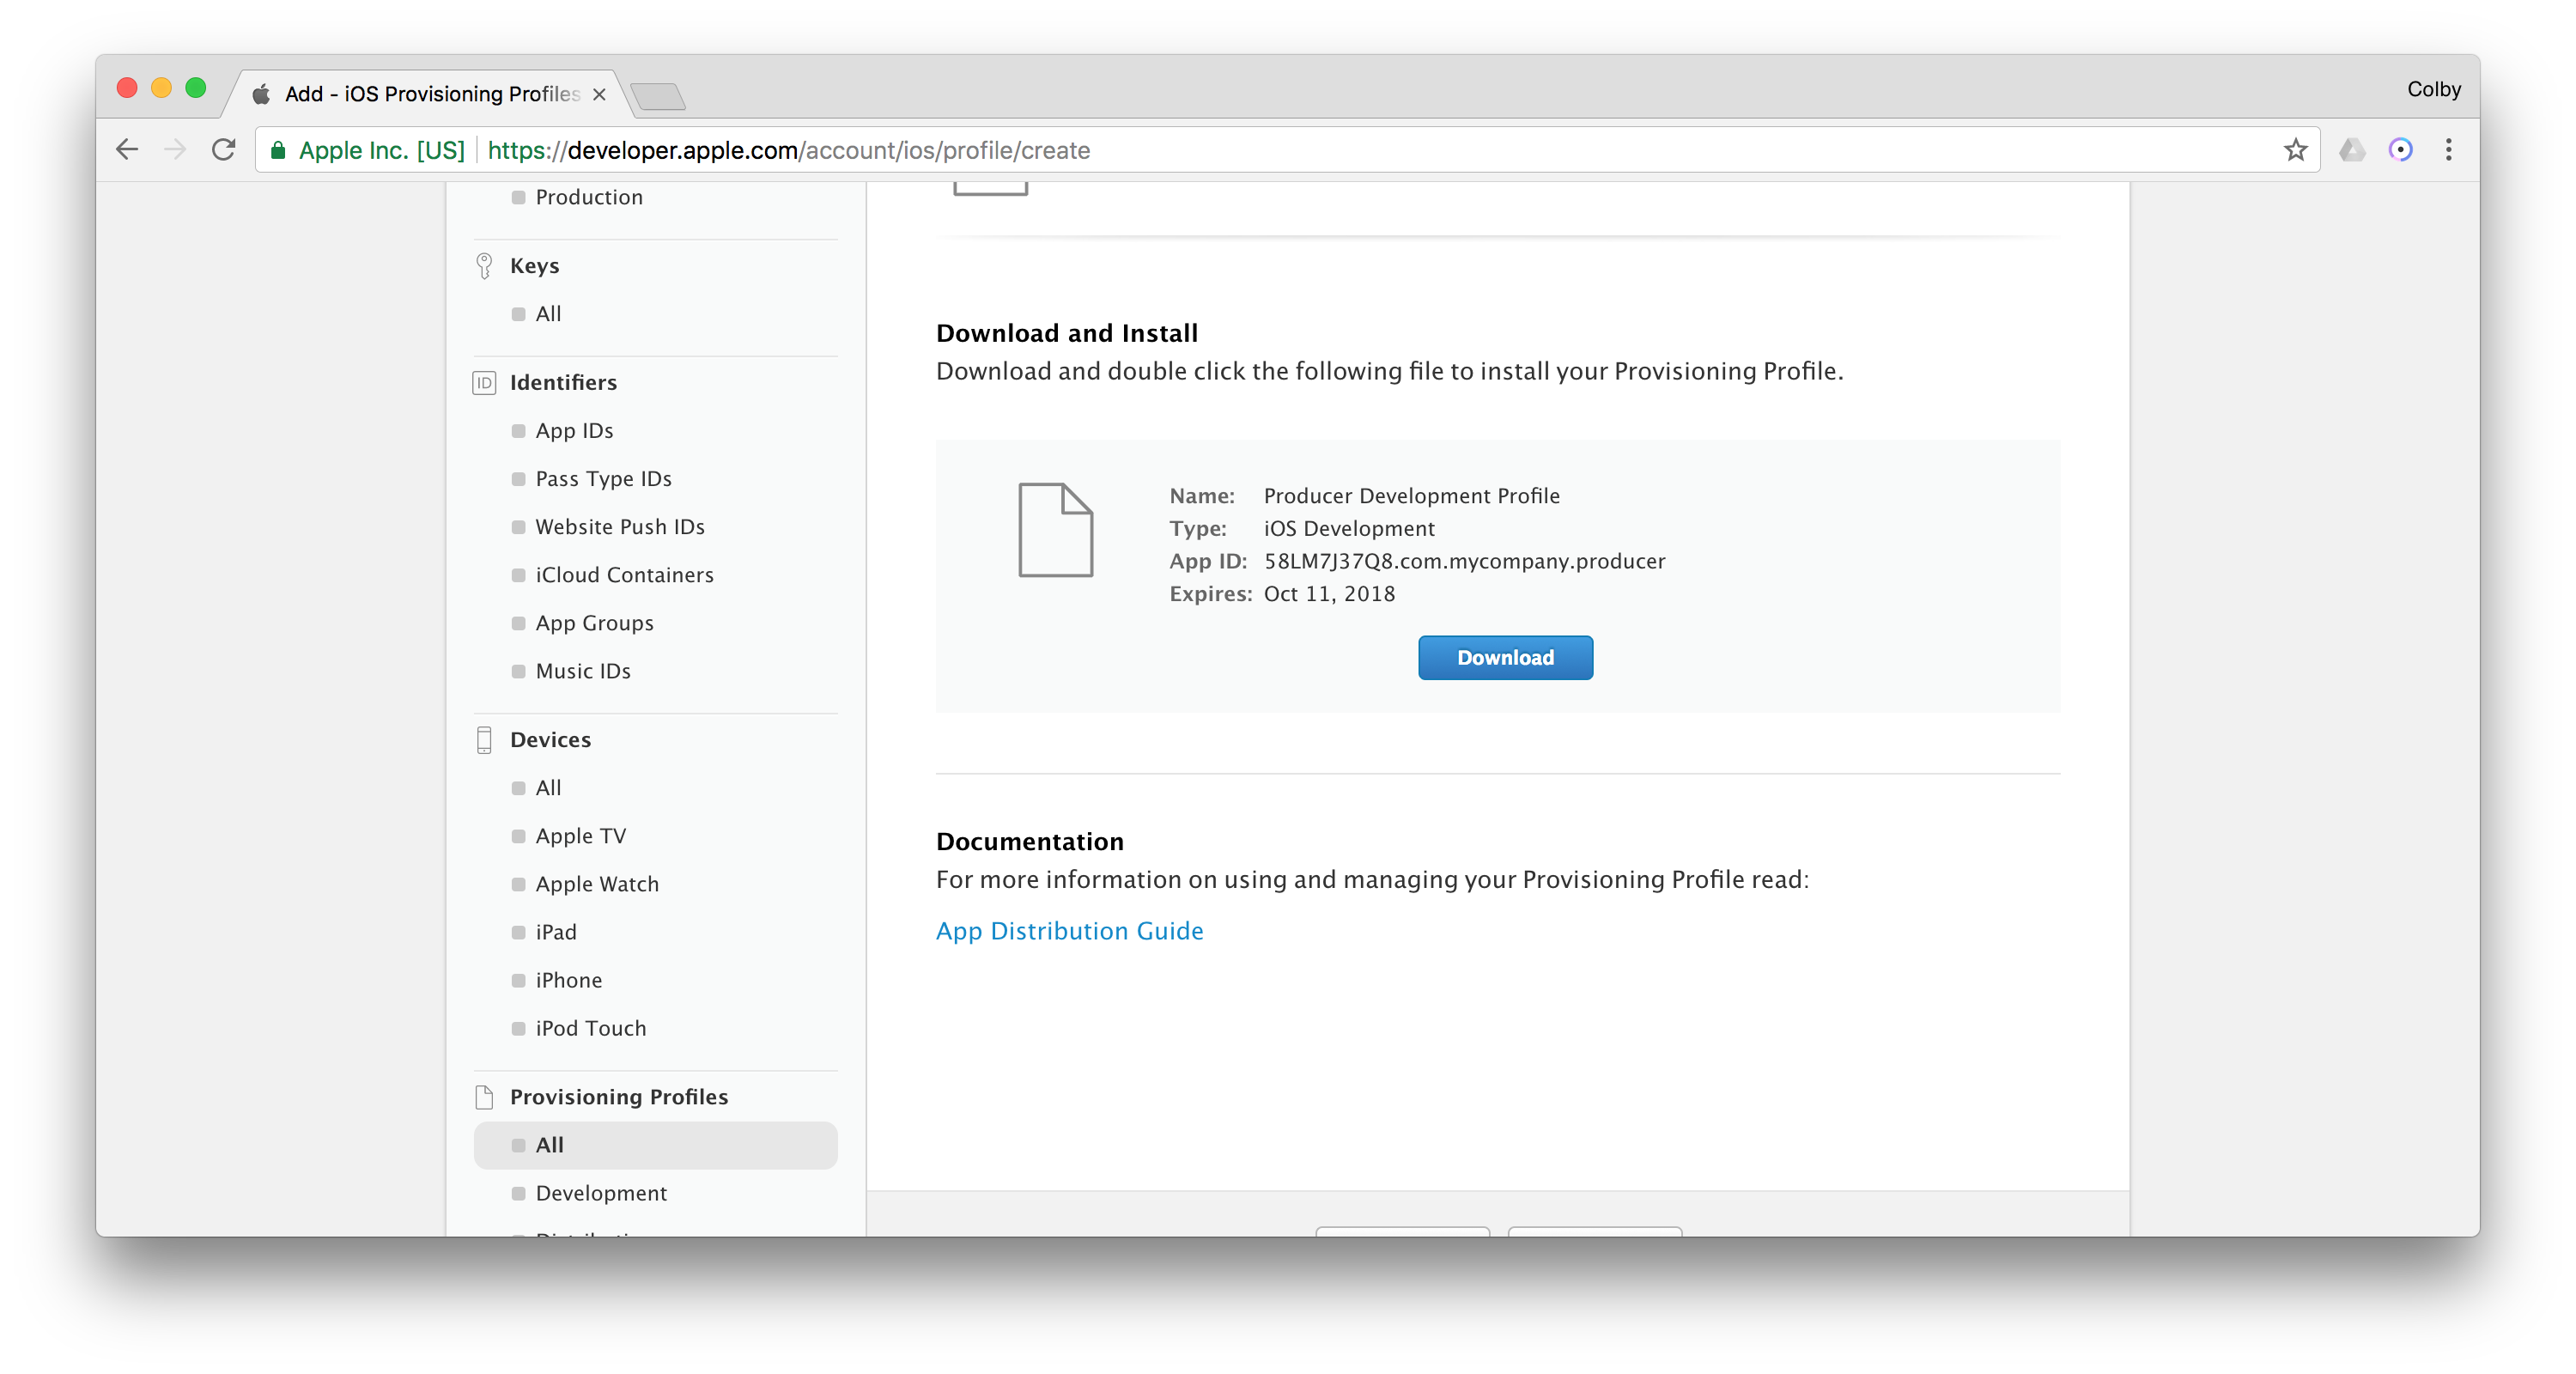 Add - iOS Provisioning Profiles
Colby
Apple Inc. [US] https://developer.apple.com/account/ios/profile/create
Production
Keys
All
ID Identifiers
App IDs
Pass Type IDs
Website Push IDs
iCloud Containers
App Groups
Music IDs
Devices
All
Apple TV
Apple Watch
iPad
iPhone
iPod Touch
Provisioning Profiles
All
Development
Download and Install
Download and double click the following file to install your Provisioning Profile.
Name: Producer Development Profile
Type: iOS Development
App ID: 58LM7J37Q8.com.mycompany.producer
Expires: Oct 11, 2018
Download
Documentation
For more information on using and managing your Provisioning Profile read:
App Distribution Guide